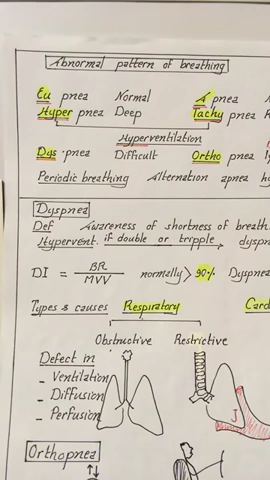 Abnormal pattern of breathing
Eu pnea Normal A pnea
Hyper pnea Deep Tachy pnea
Hyperventilation
Dys pnea Difficult Ortho pnea
Periodic breathing Alternation apnea
Dyspnea
Def Awareness of shortness of breath
Hypervent. if double or tripple → dyspn
DI = BR / MVV normally > 90% Dyspnea
Types & causes Respiratory Card
Obstructive Restrictive
Defect in
- Ventilation
- Diffusion
- Perfusion
Orthopnea